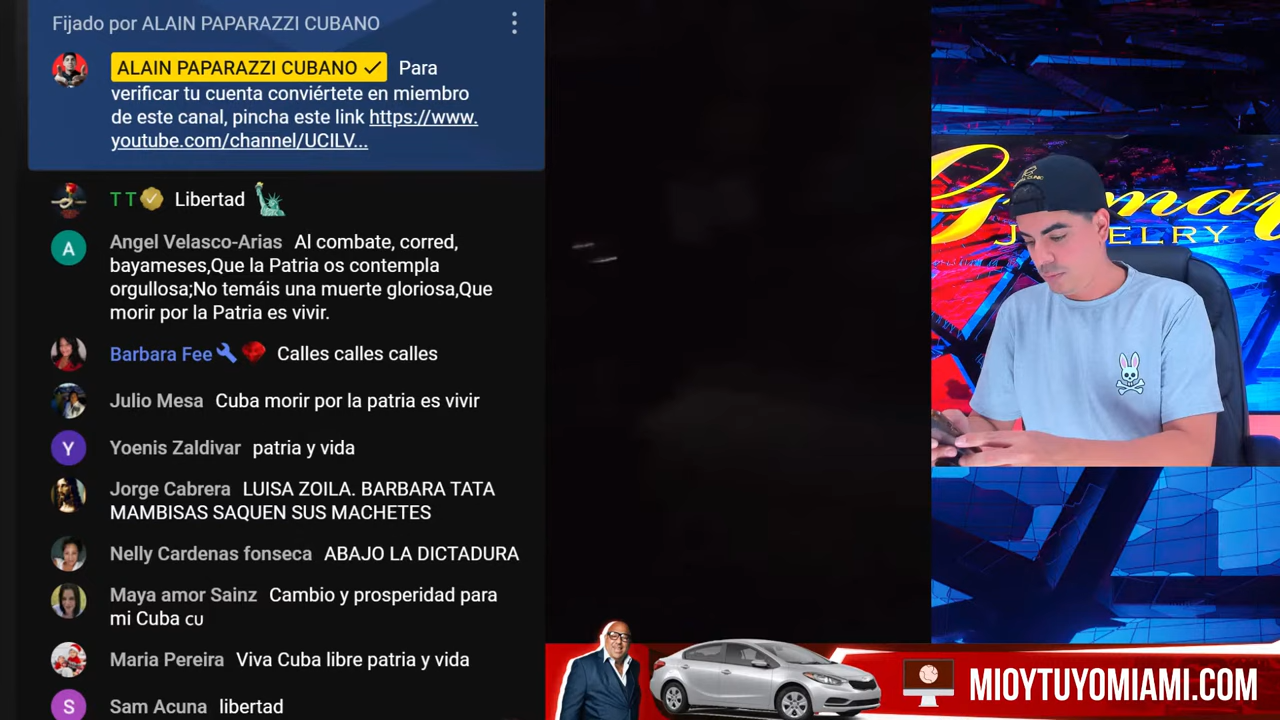 Fijado por ALAIN PAPARAZZI CUBANO
ALAIN PAPARAZZI CUBANO Para
verificar tu cuenta conviértete en miembro
de este canal, pincha este link https://www.
youtube.com/channel/UCILV...
T T Libertad
A
Angel Velasco-Arias Al combate, corred,
bayameses,Que la Patria os contempla
orgullosa;No temáis una muerte gloriosa,Que
morir por la Patria es vivir.
Barbara Fee Calles calles calles
Julio Mesa Cuba morir por la patria es vivir
Y
Yoenis Zaldivar patria y vida
Jorge Cabrera LUISA ZOILA. BARBARA TATA
MAMBISAS SAQUEN SUS MACHETES
Nelly Cardenas fonseca ABAJO LA DICTADURA
Maya amor Sainz Cambio y prosperidad para
mi Cuba cu
Maria Pereira Viva Cuba libre patria y vida
S
Sam Acuna libertad
MIOYTUYOMIAMI.COM